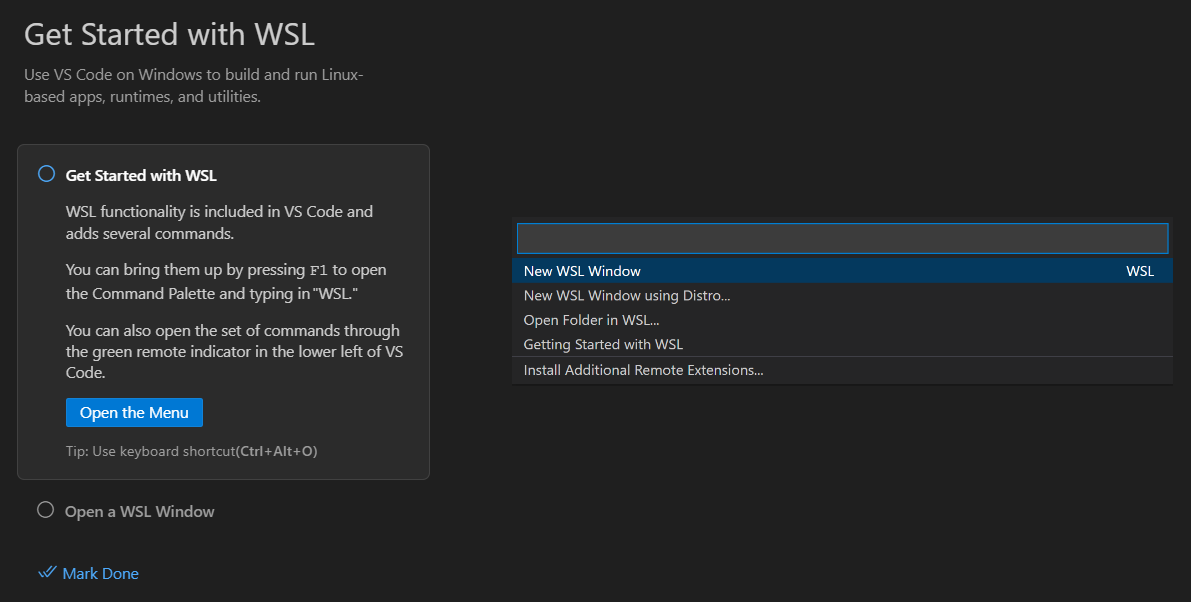 Get Started with WSL
Use VS Code on Windows to build and run Linux-
based apps, runtimes, and utilities.
Get Started with WSL
WSL functionality is included in VS Code and
adds several commands.
You can bring them up by pressing F1 to open
the Command Palette and typing in "WSL."
You can also open the set of commands through
the green remote indicator in the lower left of VS
Code.
Open the Menu
Tip: Use keyboard shortcut(Ctrl+Alt+O)
Open a WSL Window
Mark Done
New WSL Window WSL
New WSL Window using Distro...
Open Folder in WSL...
Getting Started with WSL
Install Additional Remote Extensions...